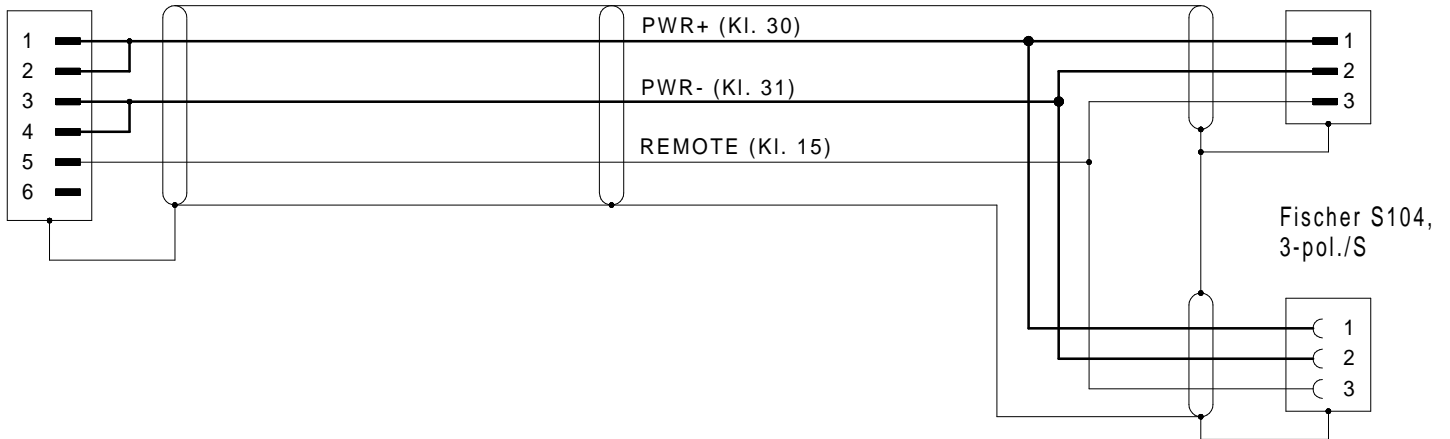 1
2
3
4
5
6
PWR+ (Kl. 30)
PWR- (Kl. 31)
REMOTE (Kl. 15)
1
2
3
Fischer S104,
3-pol./S
1
2
3